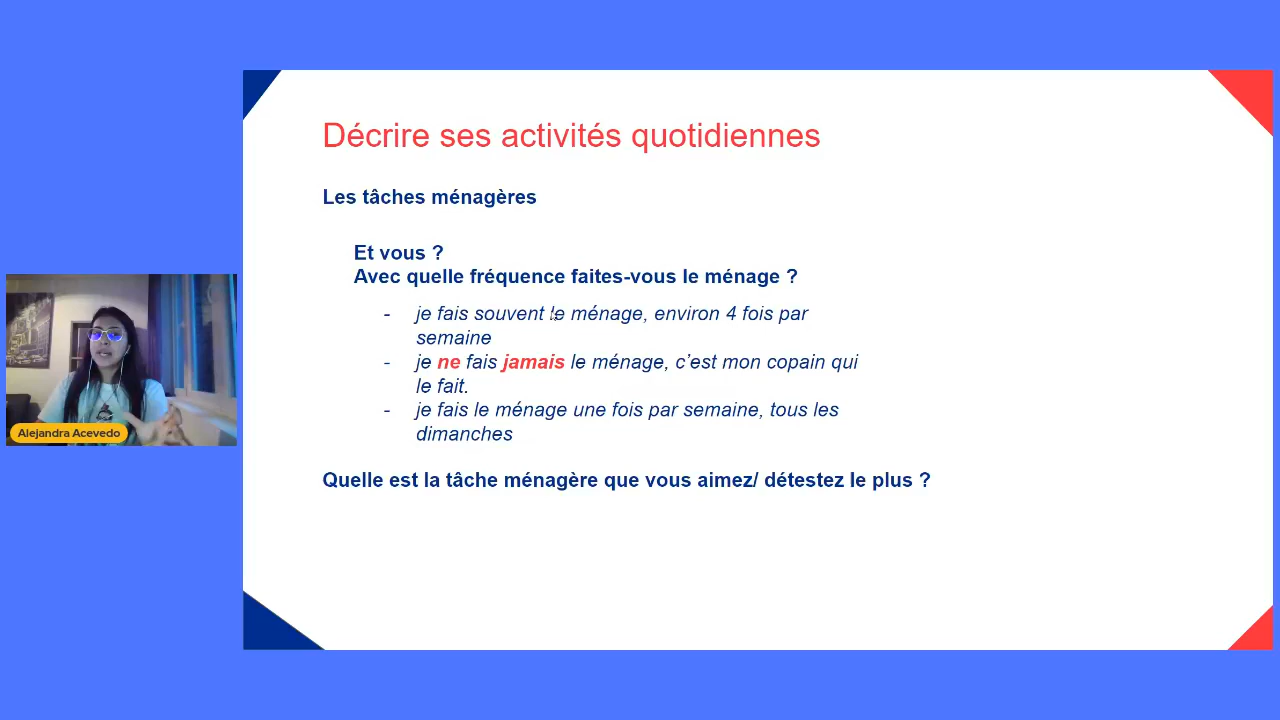 Décrire ses activités quotidiennes
Les tâches ménagères
Et vous ?
Avec quelle fréquence faites-vous le ménage ?
- je fais souvent le ménage, environ 4 fois par
semaine
- je ne fais jamais le ménage, c’est mon copain qui
le fait.
- je fais le ménage une fois par semaine, tous les
dimanches
Quelle est la tâche ménagère que vous aimez/ détestez le plus ?
Alejandra Acevedo